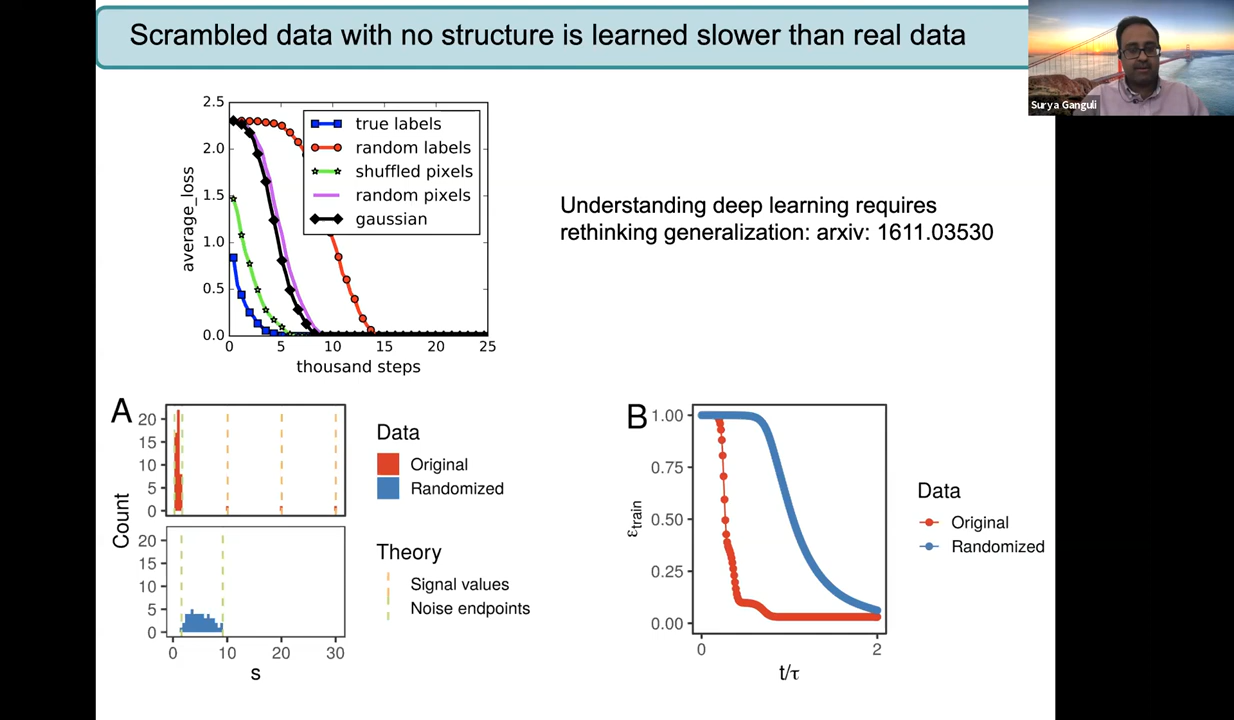 Scrambled data with no structure is learned slower than real data
Surya Ganguli
2.5
2.0
1.5
1.0
0.5
0.0
average_loss
true labels
random labels
shuffled pixels
random pixels
gaussian
0 5 10 15 20 25
thousand steps
Understanding deep learning requires
rethinking generalization: arxiv: 1611.03530
A
20
15
10
5
0
Count
20
15
10
5
0
0 10 20 30
s
Data
Original
Randomized
Theory
Signal values
Noise endpoints
B
1.00
0.75
0.50
0.25
0.00
εtrain
0 2
t/τ
Data
Original
Randomized